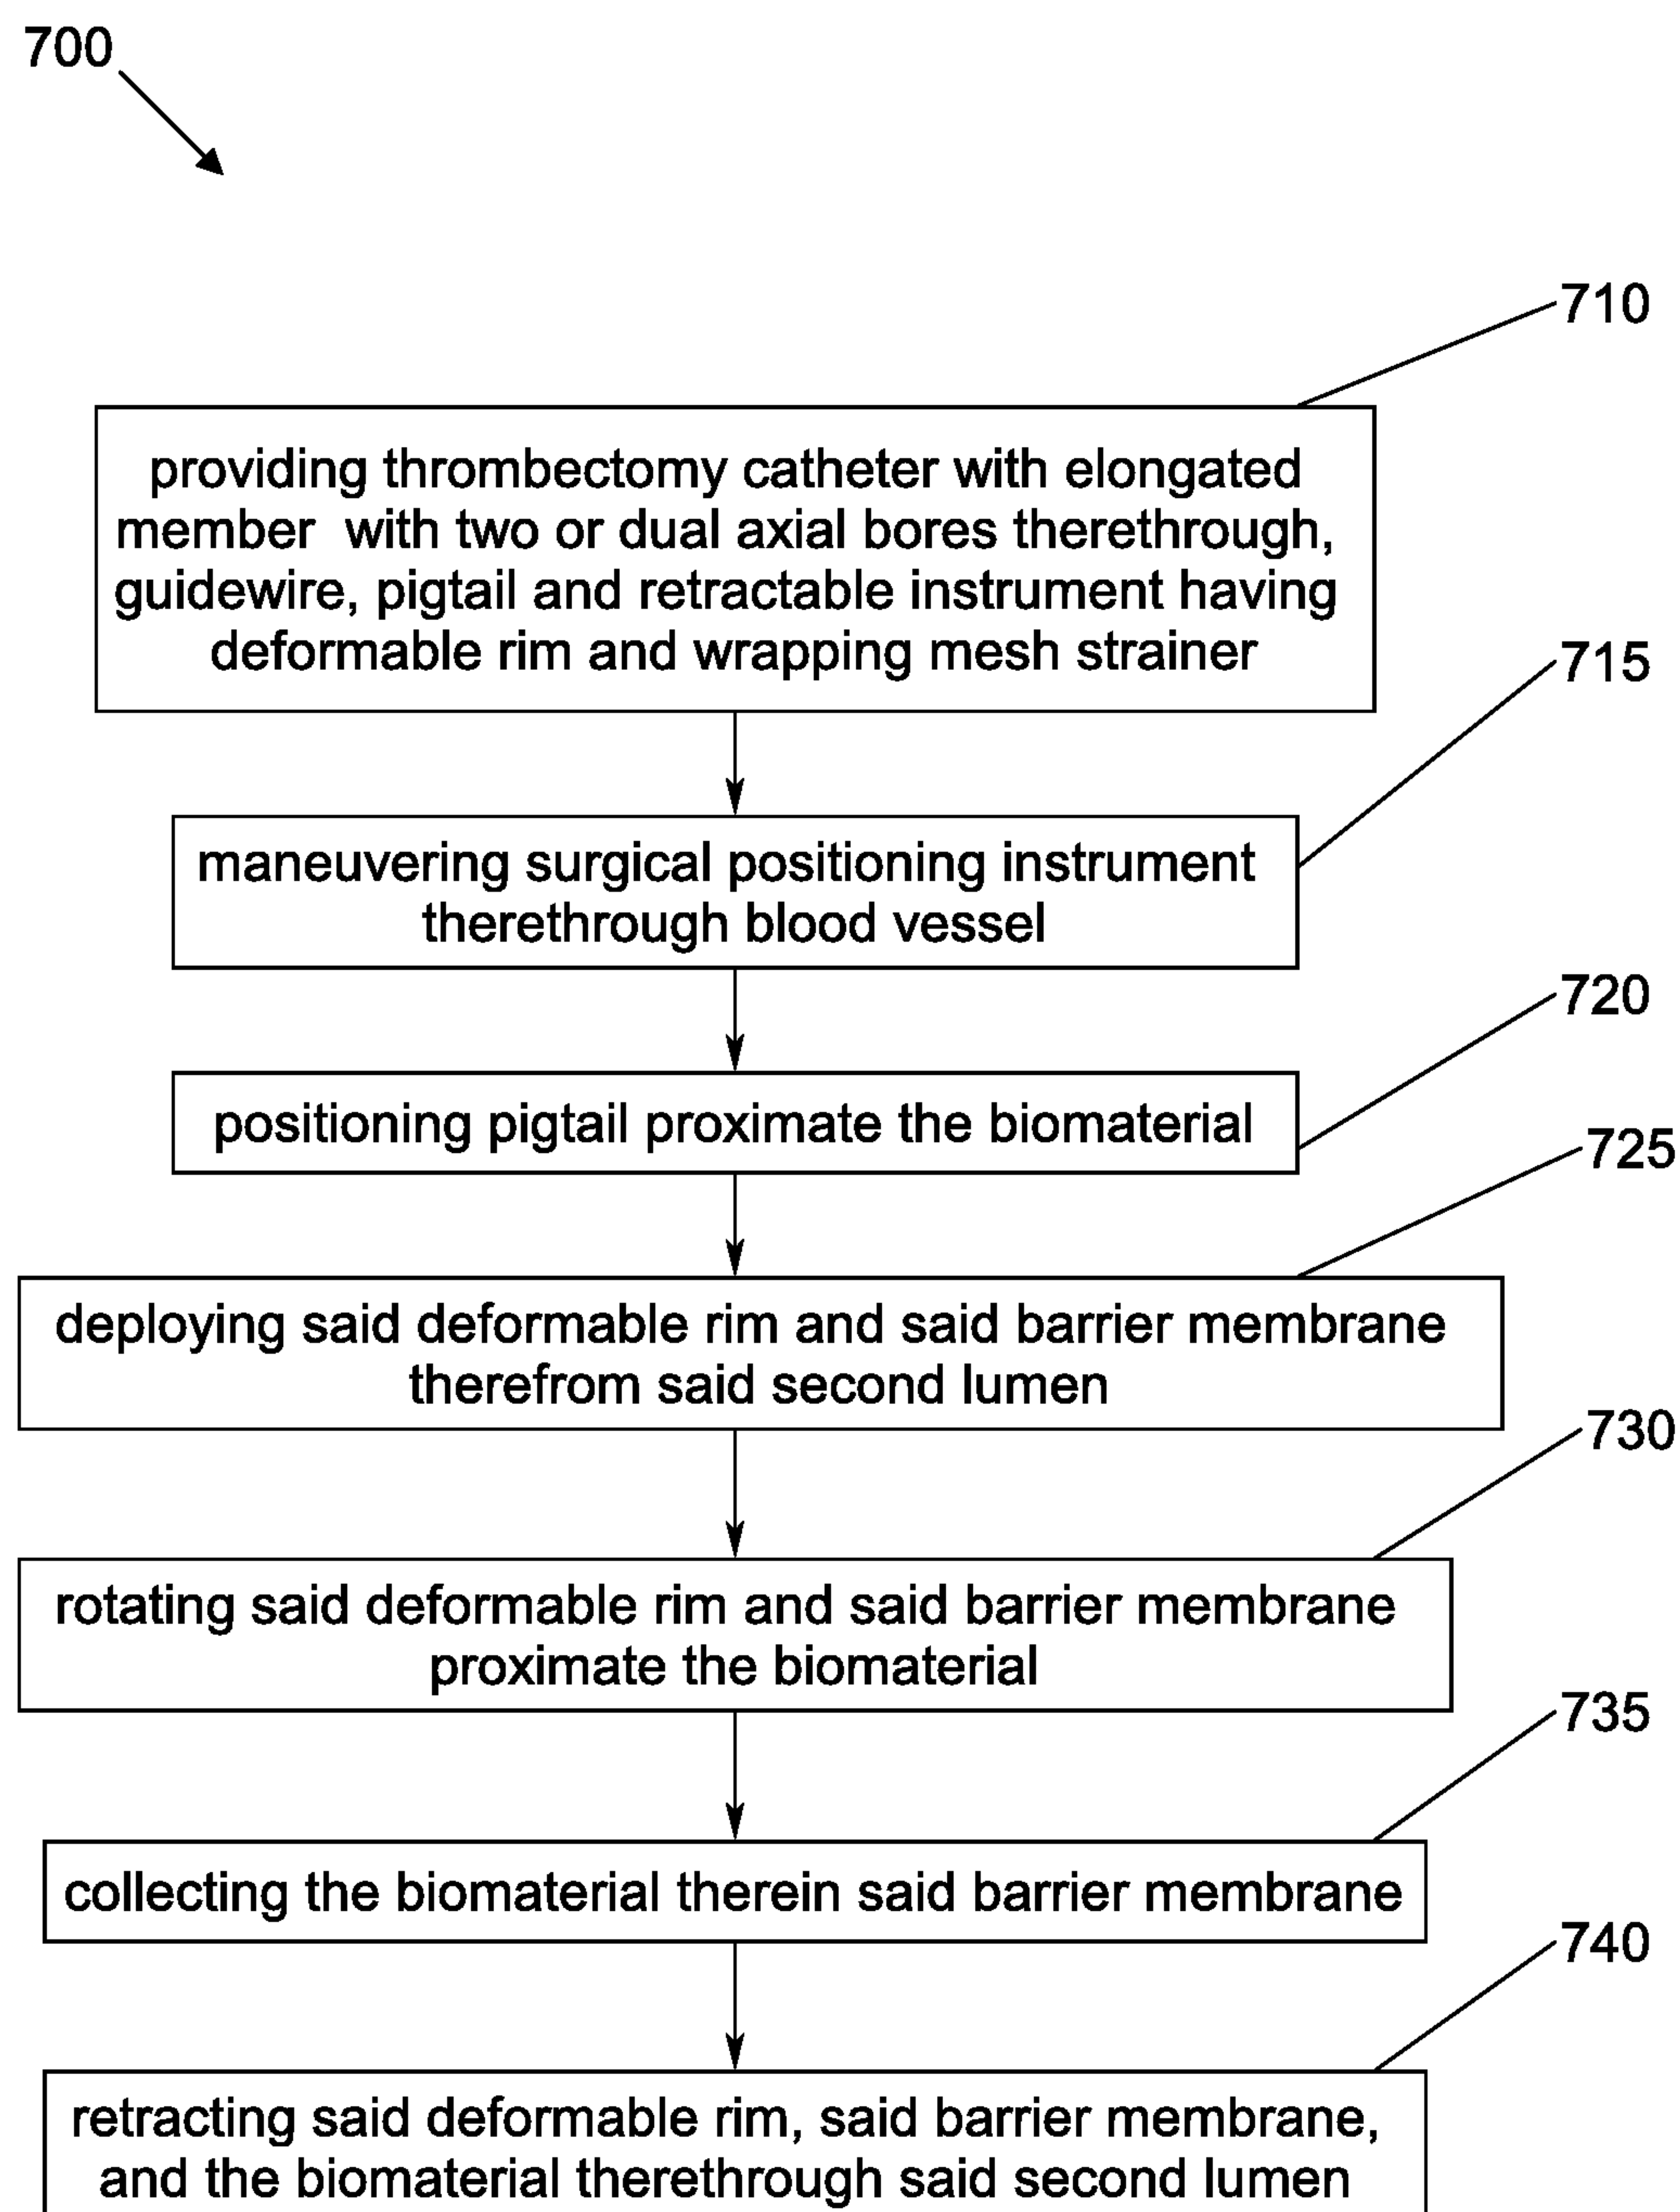 700
710
providing thrombectomy catheter with elongated
member with two or dual axial bores therethrough,
guidewire, pigtail and retractable instrument having
deformable rim and wrapping mesh strainer
715
maneuvering surgical positioning instrument
therethrough blood vessel
720
positioning pigtail proximate the biomaterial
725
deploying said deformable rim and said barrier membrane
therefrom said second lumen
730
rotating said deformable rim and said barrier membrane
proximate the biomaterial
735
collecting the biomaterial therein said barrier membrane
740
retracting said deformable rim, said barrier membrane,
and the biomaterial therethrough said second lumen